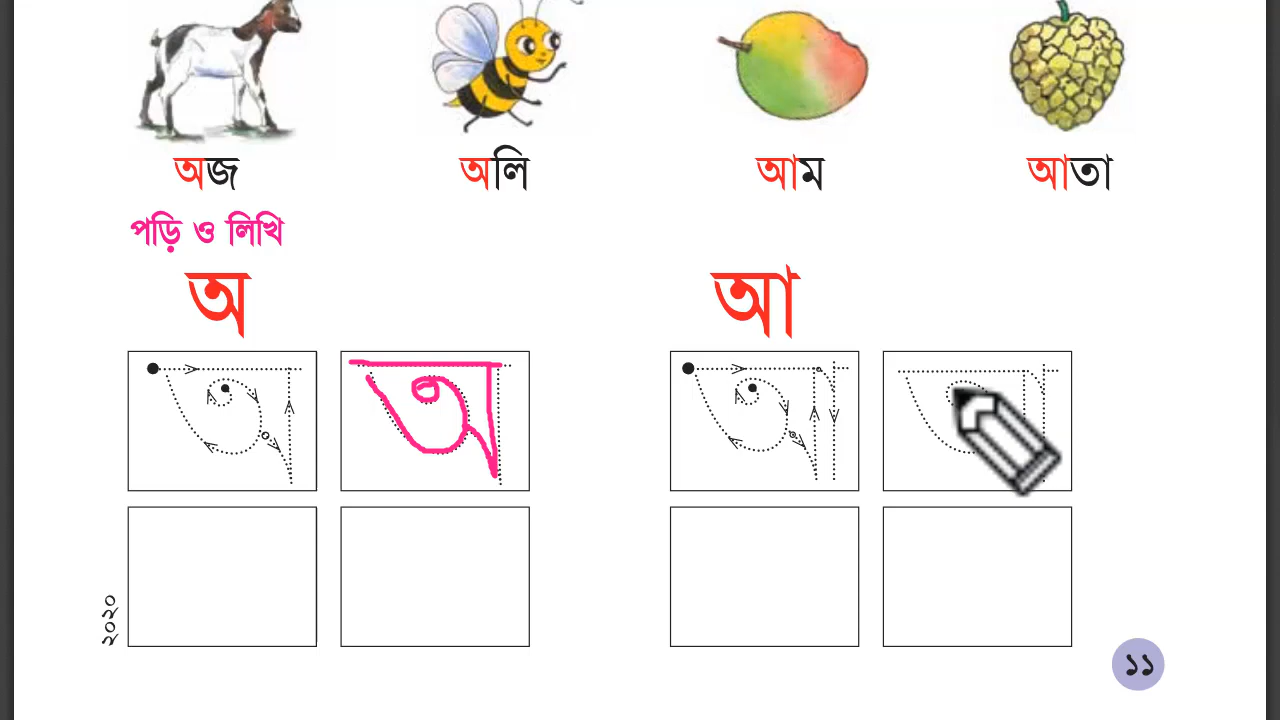 অজ অলি আম আতা
পড়ি ও লিখি
অ আ
অ
২০২০
১১